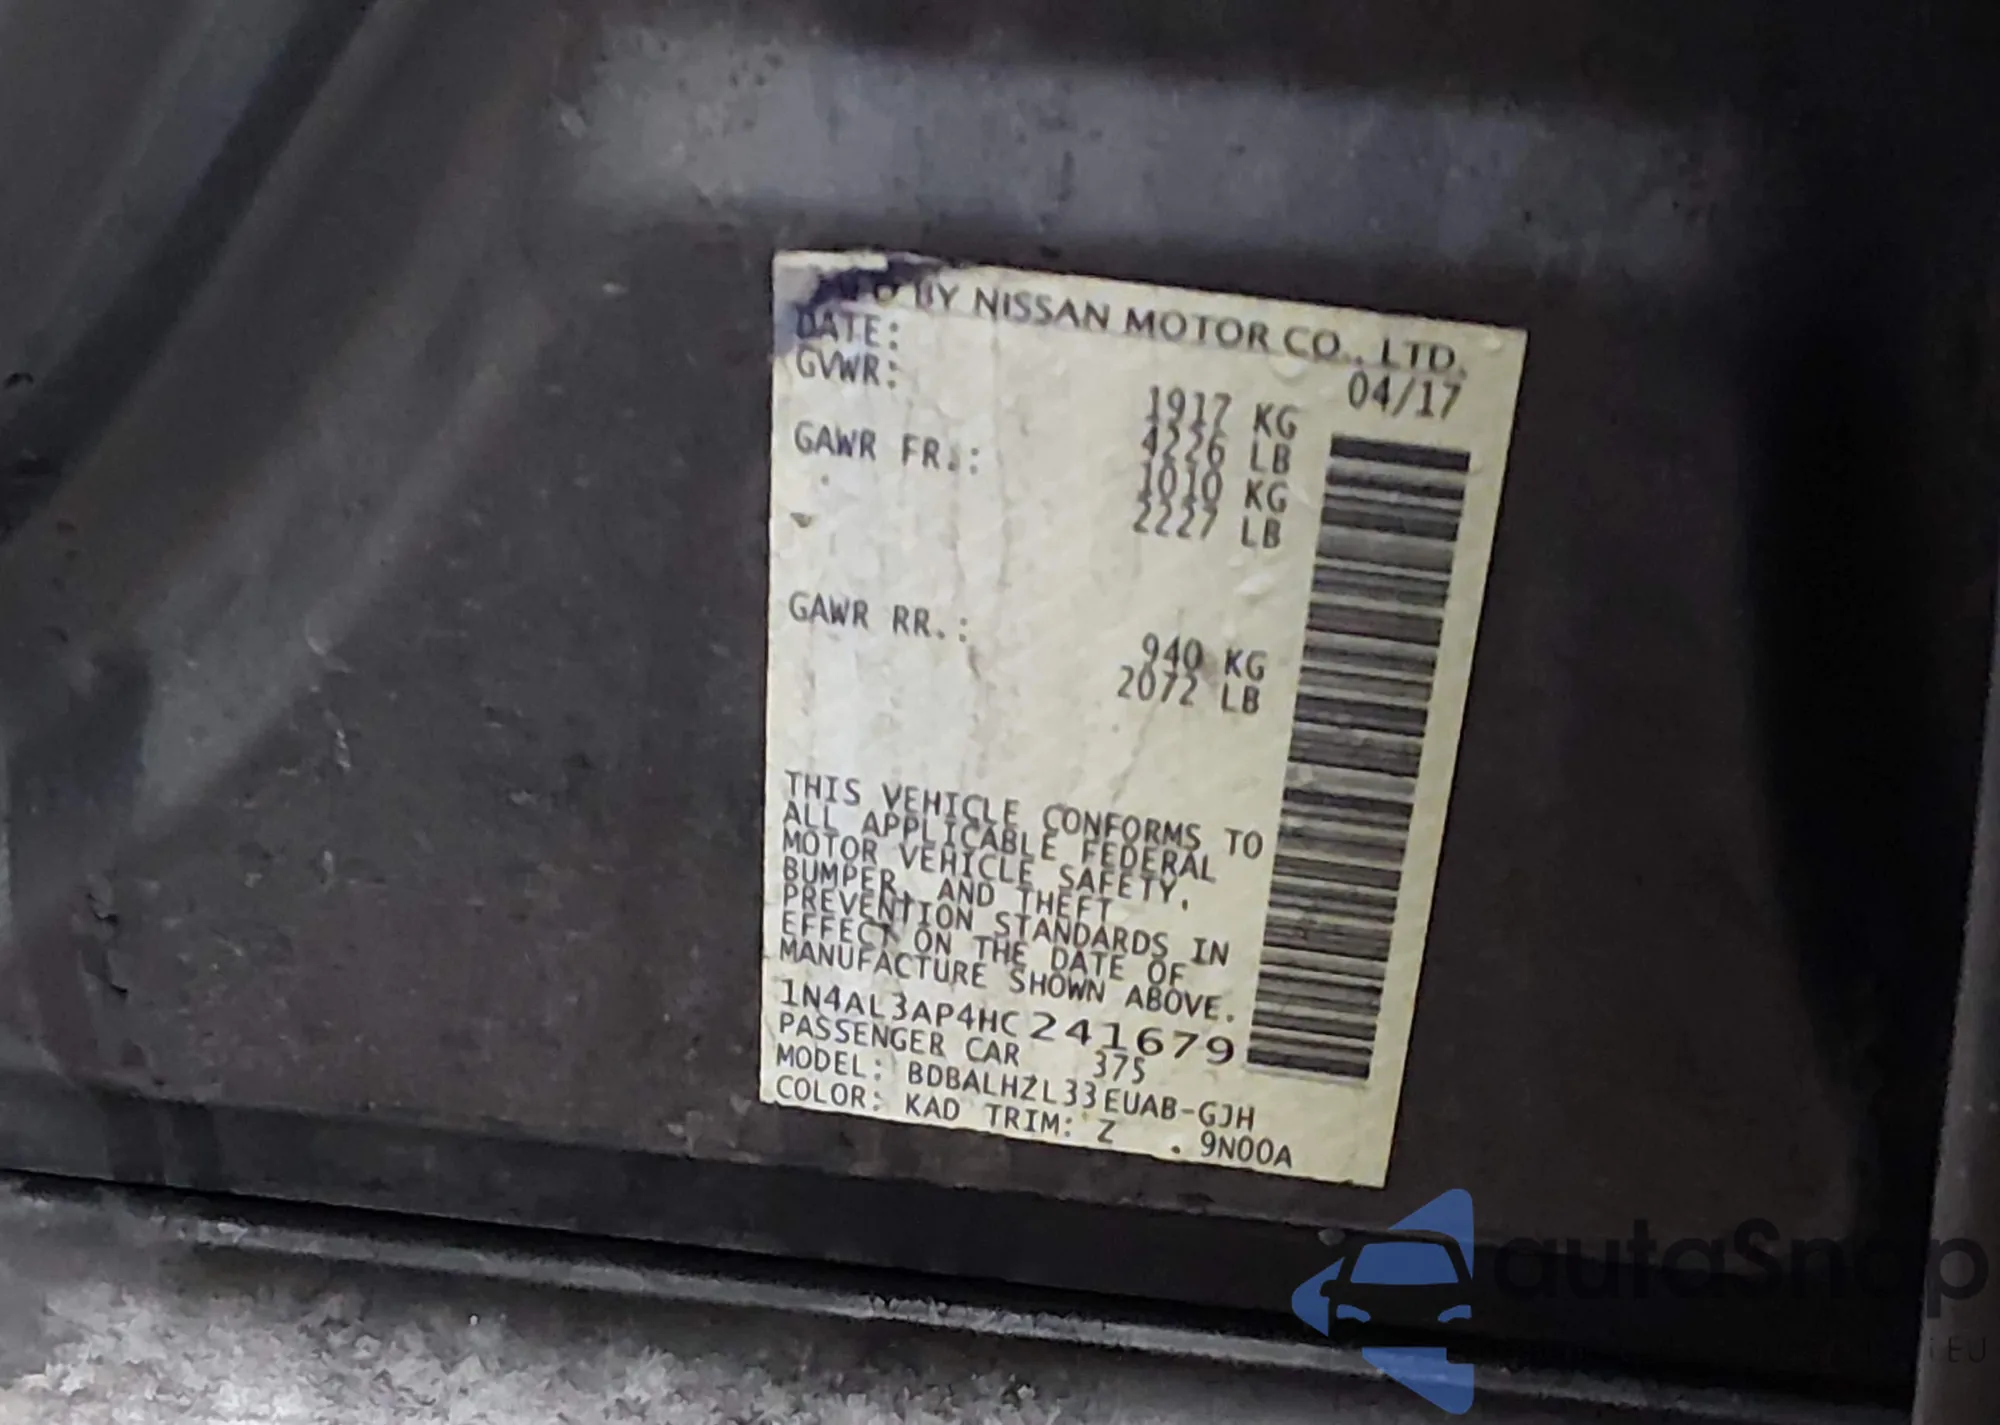 BY NISSAN MOTOR CO., LTD.
DATE: 04/17
GVWR: 1917 KG
4226 LB
GAWR FR.: 1010 KG
2227 LB
GAWR RR.: 940 KG
2072 LB
THIS VEHICLE CONFORMS TO
ALL APPLICABLE FEDERAL
MOTOR VEHICLE SAFETY,
BUMPER, AND THEFT
PREVENTION STANDARDS IN
EFFECT ON THE DATE OF
MANUFACTURE SHOWN ABOVE.
1N4AL3AP4HC241679
PASSENGER CAR 375
MODEL: BDBALHZL33EUAB-GJH
COLOR: KAD TRIM: Z . 9N00A
autoSnap
EU